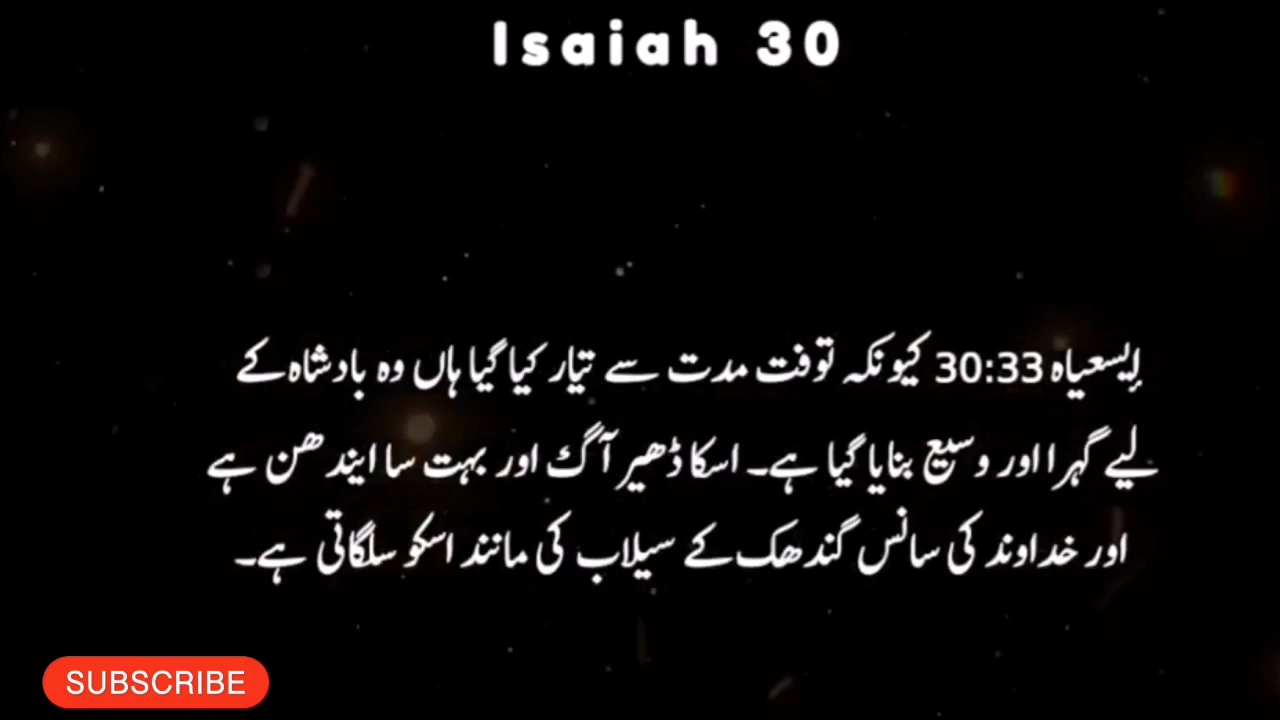 Isaiah 30
اِیسعیاہ 30:33 کیونکہ توفت مدت سے تیّار کیا گیا ہاں وہ بادشاہ کے
لیے گہرا اور وسیع بنایا گیا ہے۔ اسکا ڈھیر آگ اور بہت سا ایندھن ہے
اور خداوند کی سانس گندھک کے سیلاب کی مانند اسکو سلگاتی ہے۔
SUBSCRIBE